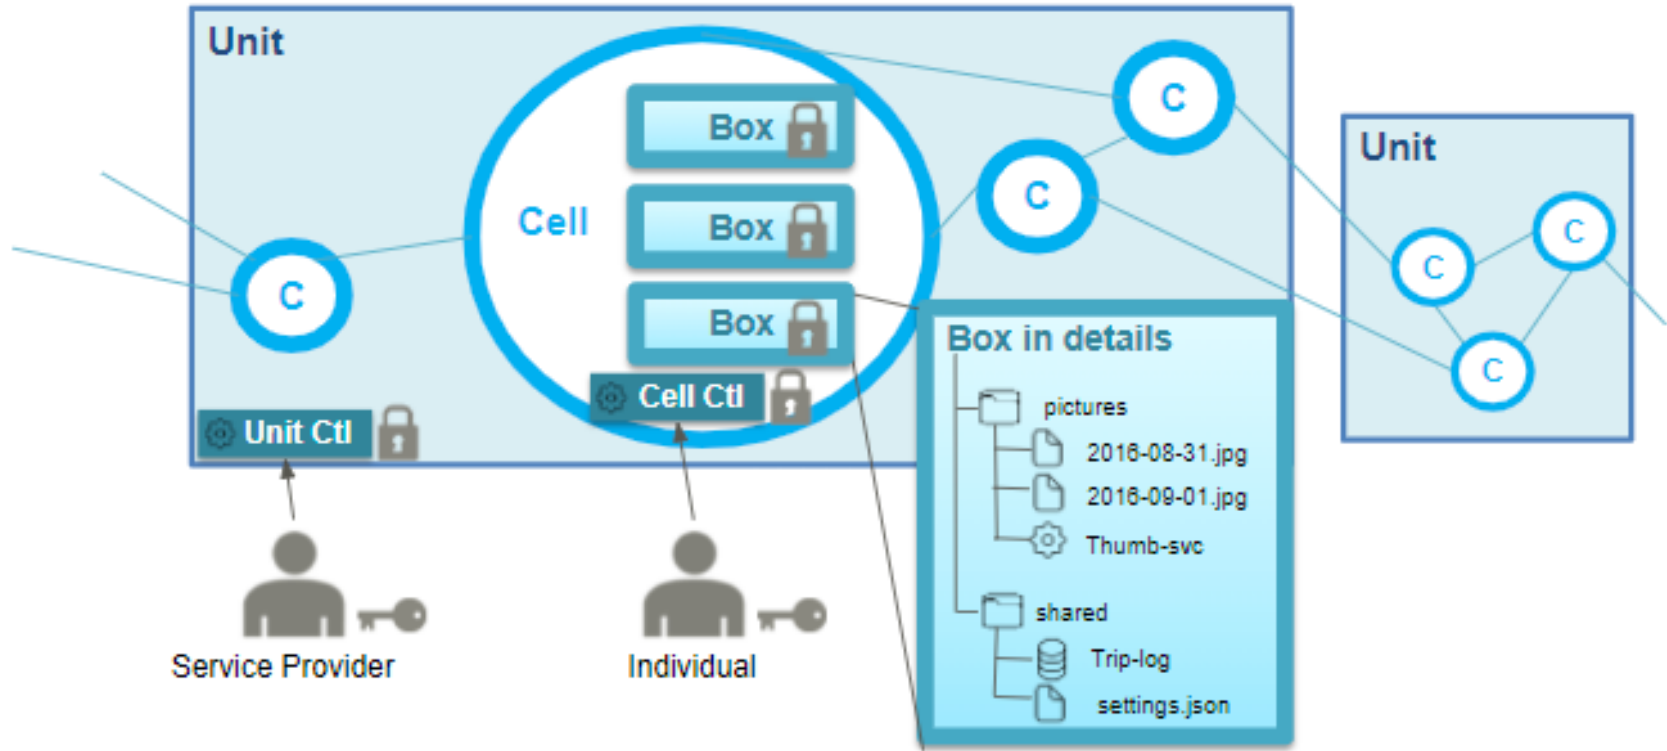 Unit
C
Box
Unit
Cell
Box
C
C
C
C
Box
C
Box in details
C
Cell Ctl
Unit Ctl
pictures
2016-08-31.jpg
2016-09-01.jpg
Thumb-svc
shared
Trip-log
settings.json
Service Provider
Individual